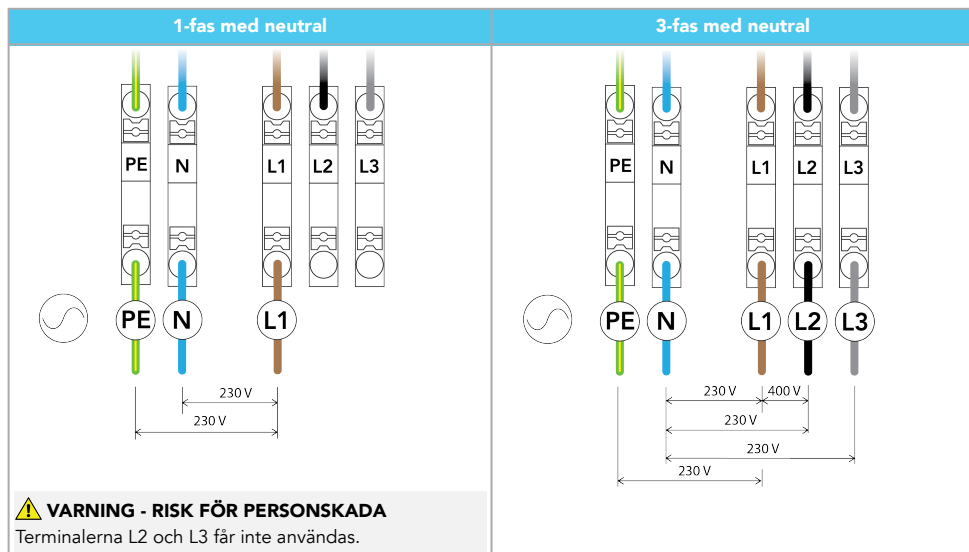 1-fas med neutral
3-fas med neutral
PE N L1 L2 L3
PE N L1
230 V
230 V
⚠ VARNING - RISK FÖR PERSONSKADA
Terminalerna L2 och L3 får inte användas.
PE N L1 L2 L3
PE N L1 L2 L3
230 V 400 V
230 V
230 V
230 V